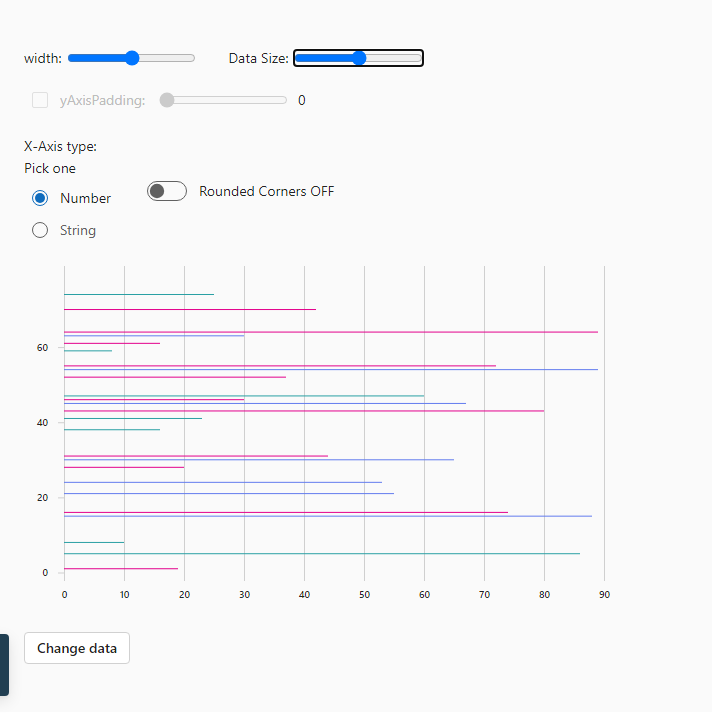 width: Data Size:
yAxisPadding: 0
X-Axis type:
Pick one
Number Rounded Corners OFF
String
60
40
20
0
0 10 20 30 40 50 60 70 80 90
Change data